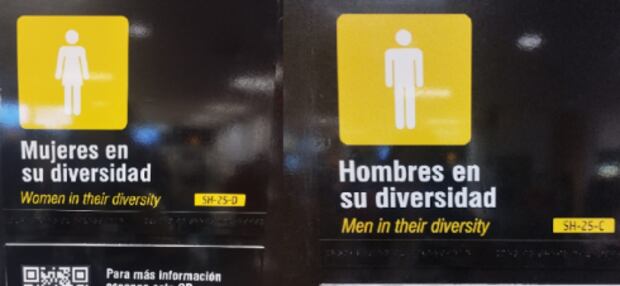 Mujeres en
su diversidad
Women in their diversity
SH-25-D
Para más información
Hombres en
su diversidad
Men in their diversity
SH-25-C